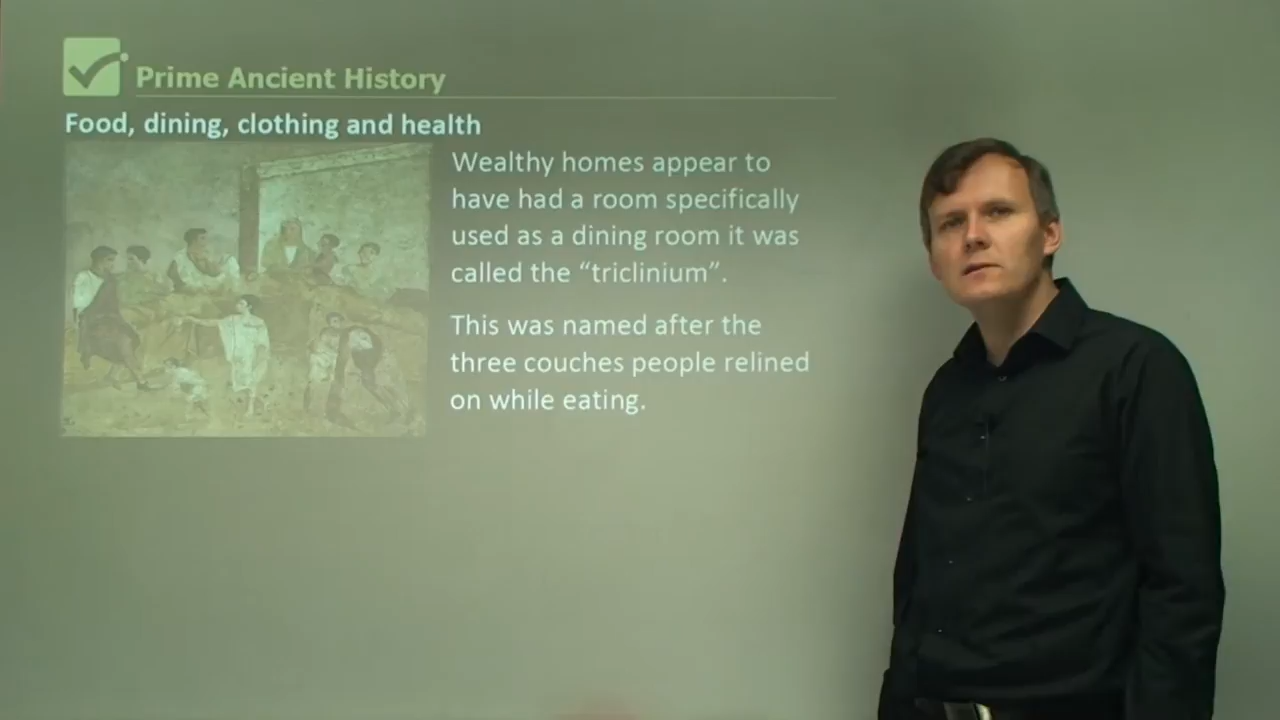 Prime Ancient History
Food, dining, clothing and health
Wealthy homes appear to
have had a room specifically
used as a dining room it was
called the “triclinium”.
This was named after the
three couches people relined
on while eating.